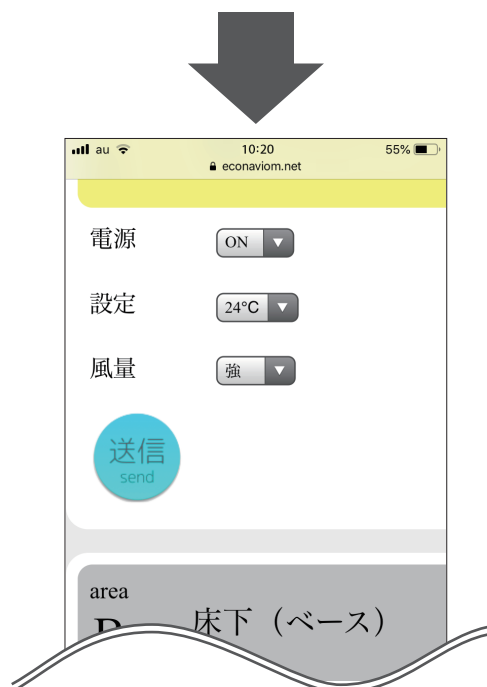 au 10:20 55%
econaviom.net
電源 ON
設定 24°C
風量 強
送信
send
area
床下（ベース）